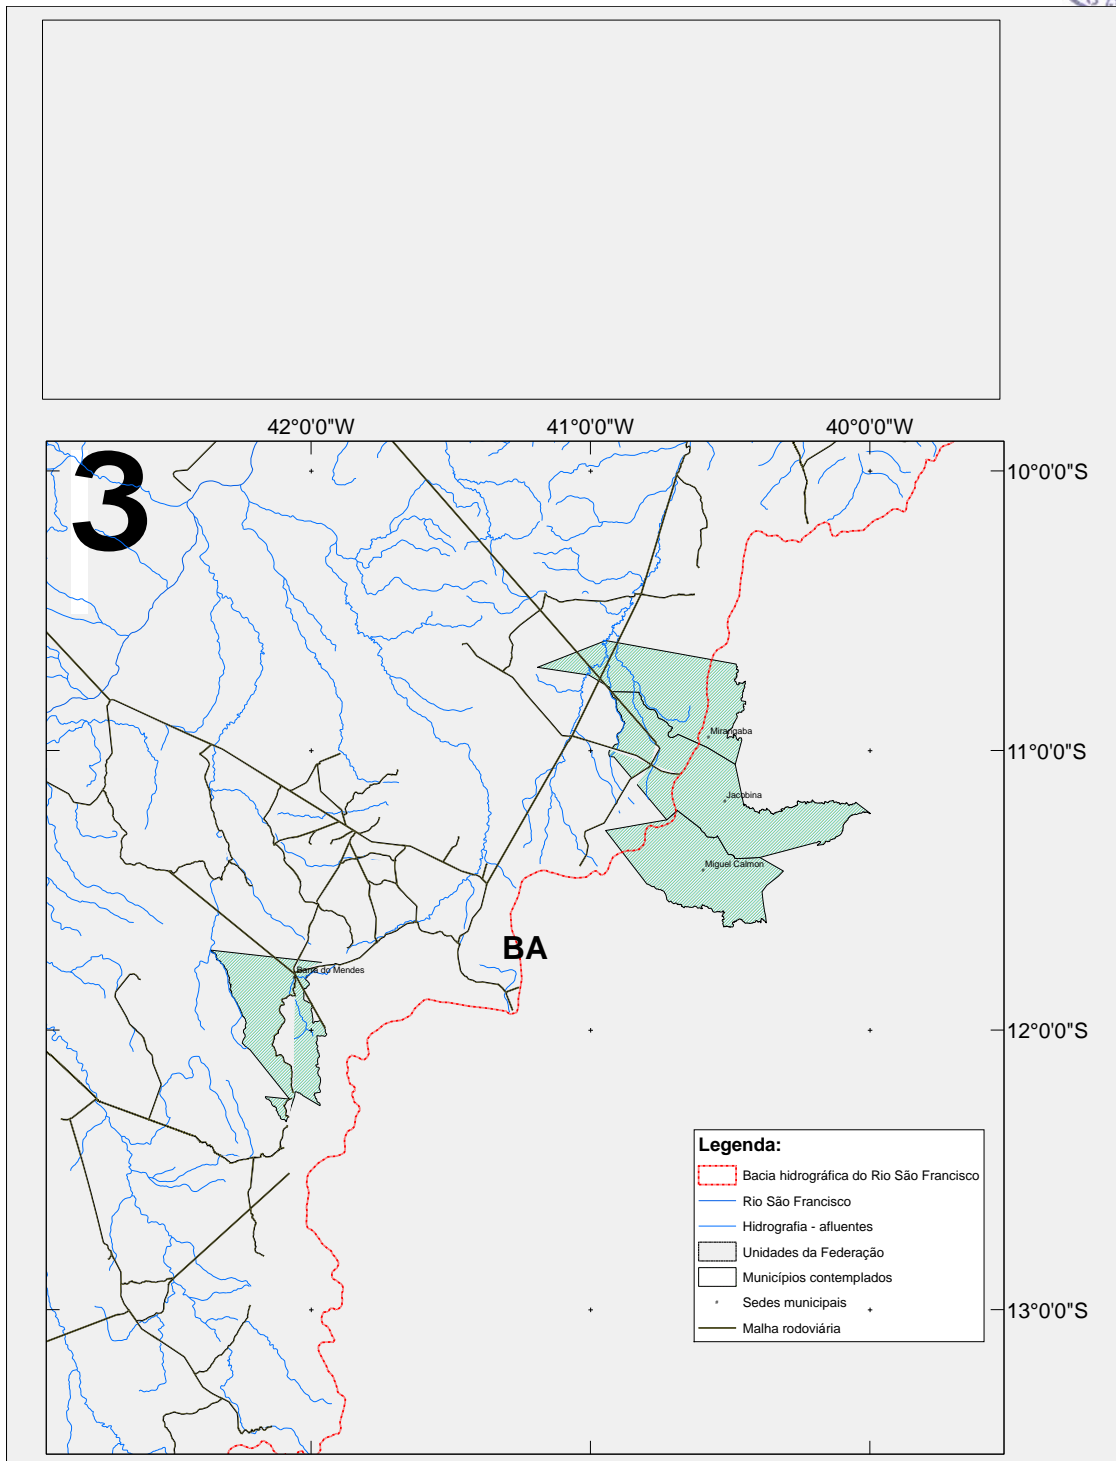 42°0'0"W 41°0'0"W 40°0'0"W
3
10°0'0"S
Mirangaba
11°0'0"S
Jacobina
Miguel Calmon
BA
Barra do Mendes
12°0'0"S
Legenda:
Bacia hidrográfica do Rio São Francisco
Rio São Francisco
Hidrografia - afluentes
Unidades da Federação
Municípios contemplados
Sedes municipais
Malha rodoviária
13°0'0"S